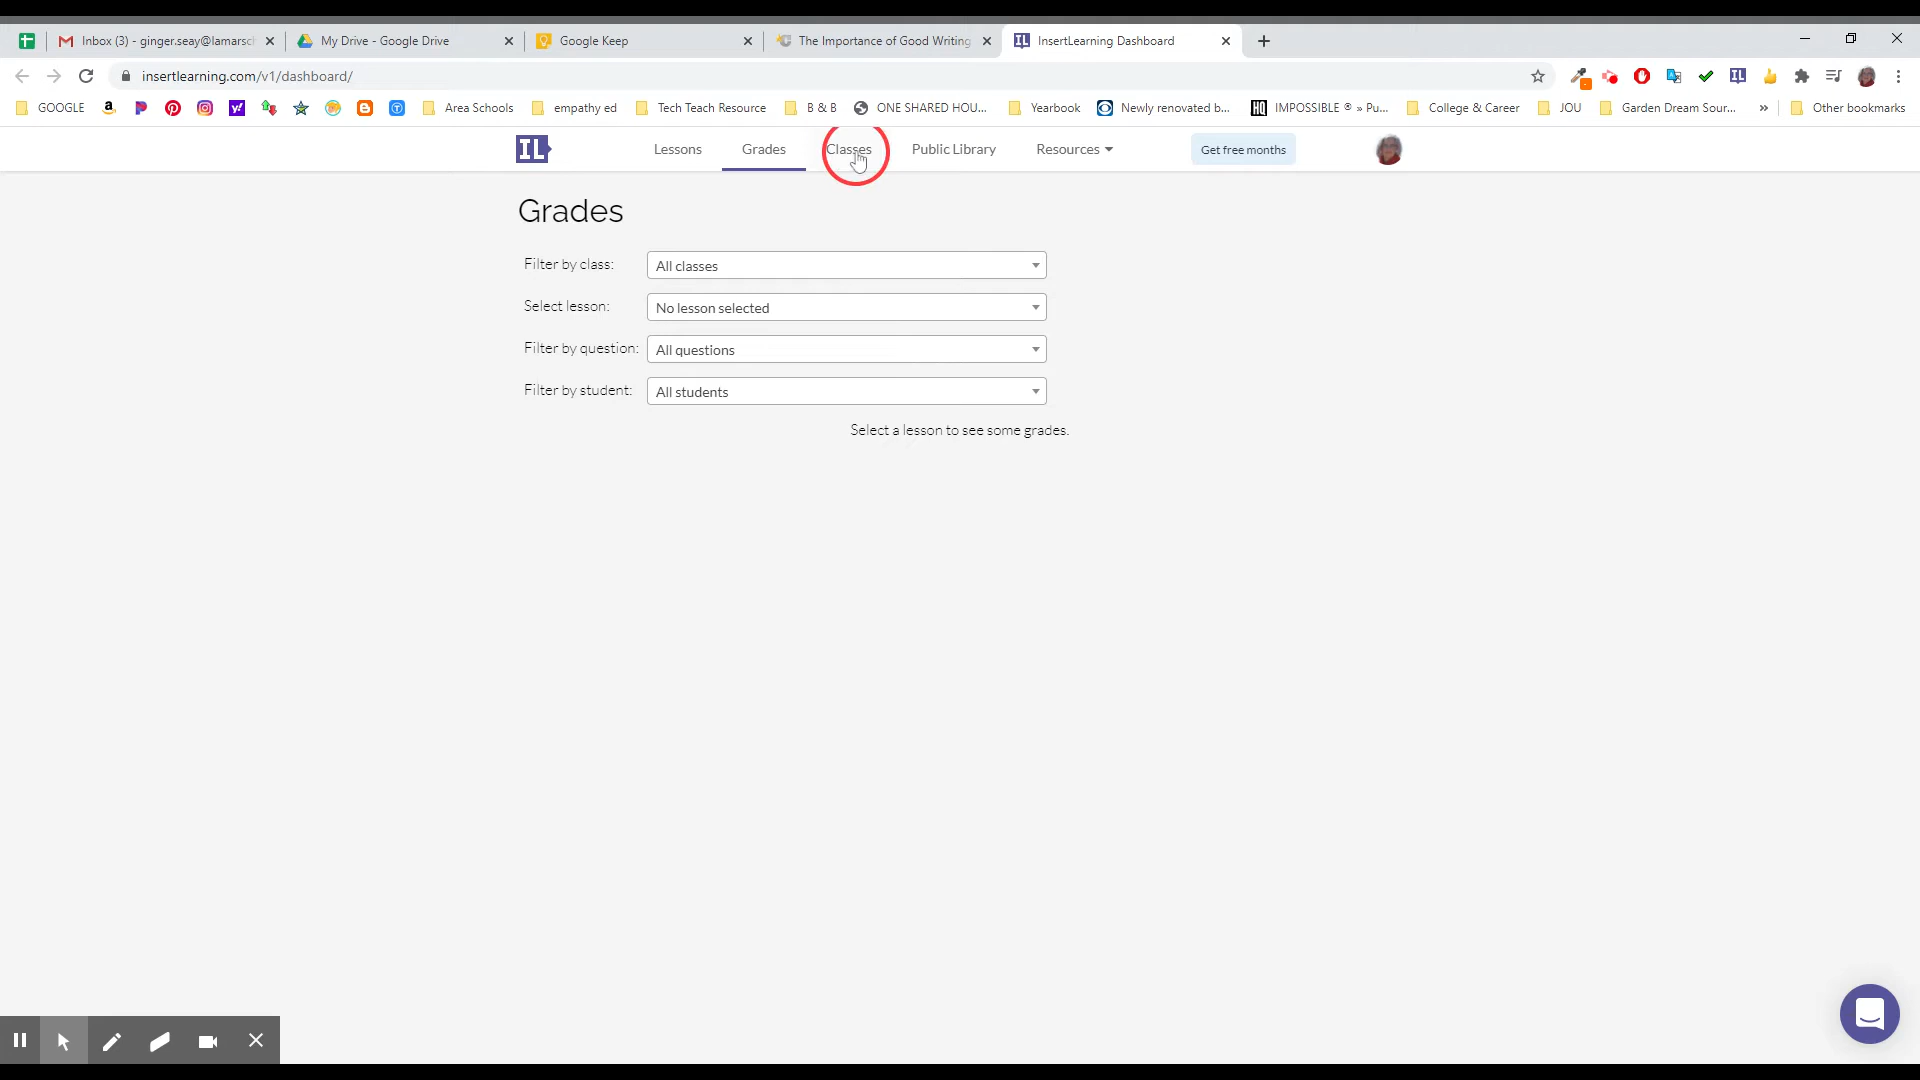 Inbox (3) - ginger.seay@lamarsc
My Drive - Google Drive
Google Keep
The Importance of Good Writing
IL InsertLearning Dashboard
insertlearning.com/v1/dashboard/
GOOGLE
Area Schools
empathy ed
Tech Teach Resource
B & B
ONE SHARED HOU...
Yearbook
Newly renovated b...
HQ IMPOSSIBLE ® » Pu...
College & Career
JOU
Garden Dream Sour...
» Other bookmarks
IL
Lessons
Grades
Classes
Public Library
Resources
Get free months
Grades
Filter by class: All classes
Select lesson: No lesson selected
Filter by question: All questions
Filter by student: All students
Select a lesson to see some grades.